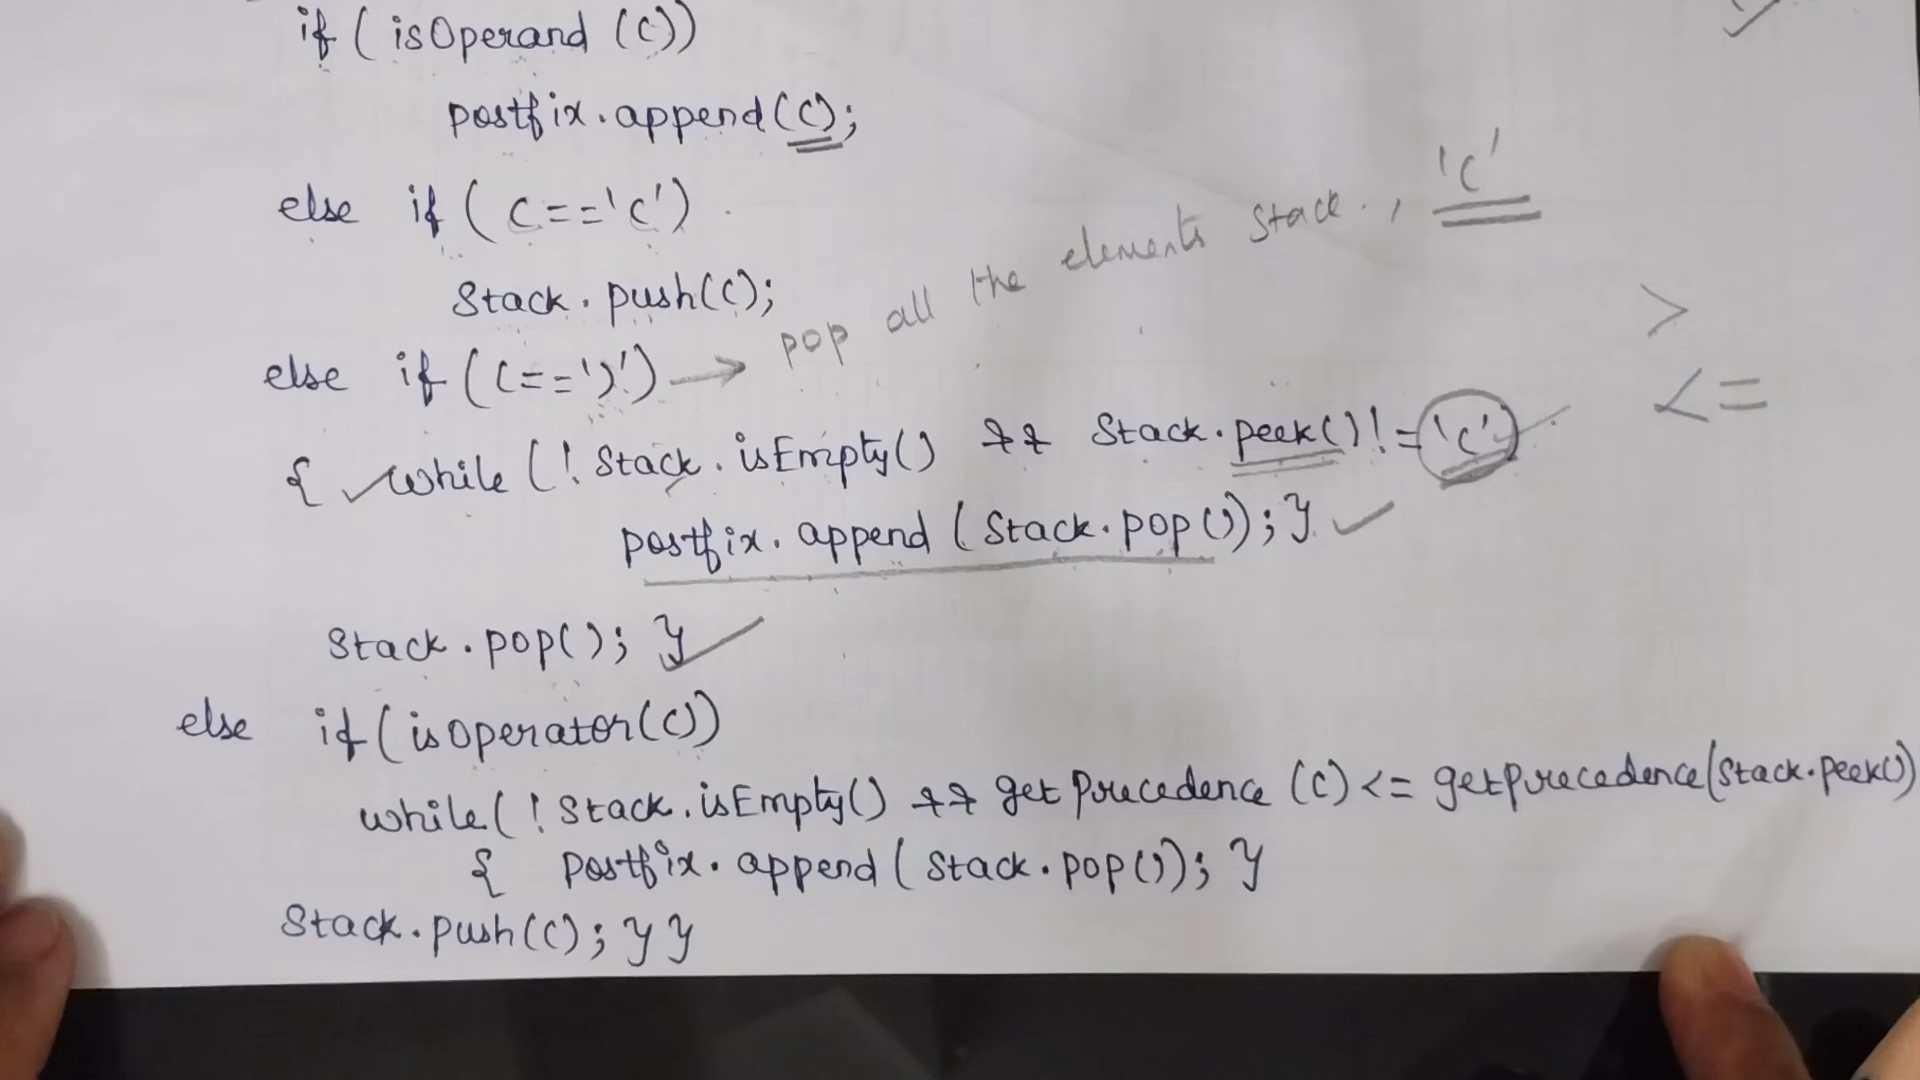 if ( isOperand (c))
postfix.append(c);
else if ( c=='(')
Stack.push(c);
else if (c==')') → pop all the elements stack., '('
>
<=
{ while (! Stack.isEmpty() && Stack.peek()!='('
postfix.append (Stack.pop()); }
Stack.pop(); }
else if (isOperator(c))
while( ! Stack.isEmpty() && getPrecedence (c) <= getprecedence(Stack.peek())
{ postfix.append ( Stack.pop()); }
Stack.push(c); } }